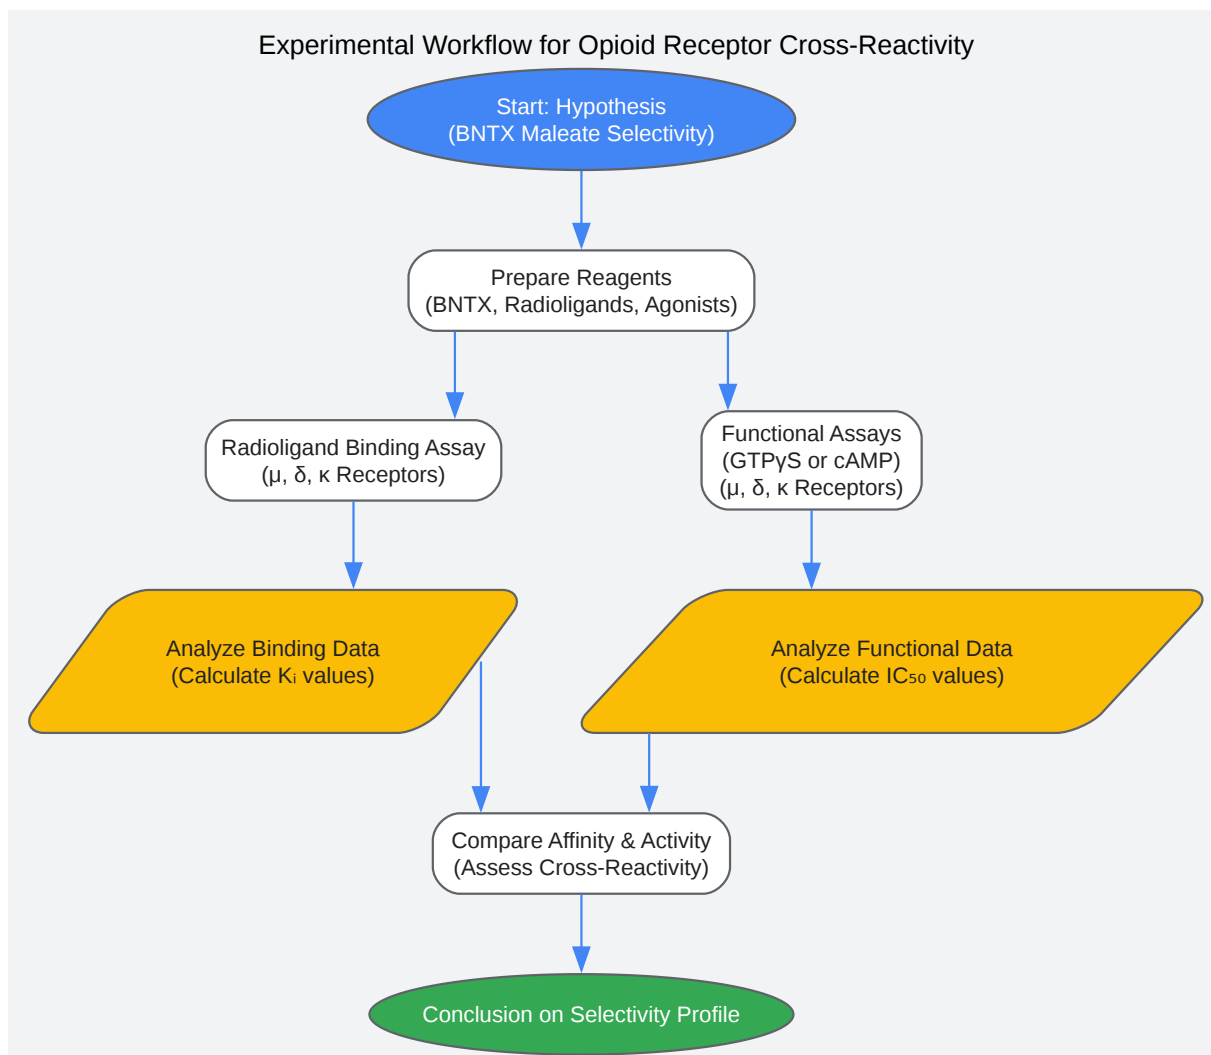 Experimental Workflow for Opioid Receptor Cross-Reactivity
Start: Hypothesis
(BNTX Maleate Selectivity)
Prepare Reagents
(BNTX, Radioligands, Agonists)
Radioligand Binding Assay
(μ, δ, κ Receptors)
Functional Assays
(GTPγS or cAMP)
(μ, δ, κ Receptors)
Analyze Binding Data
(Calculate Kᵢ values)
Analyze Functional Data
(Calculate IC₅₀ values)
Compare Affinity & Activity
(Assess Cross-Reactivity)
Conclusion on Selectivity Profile